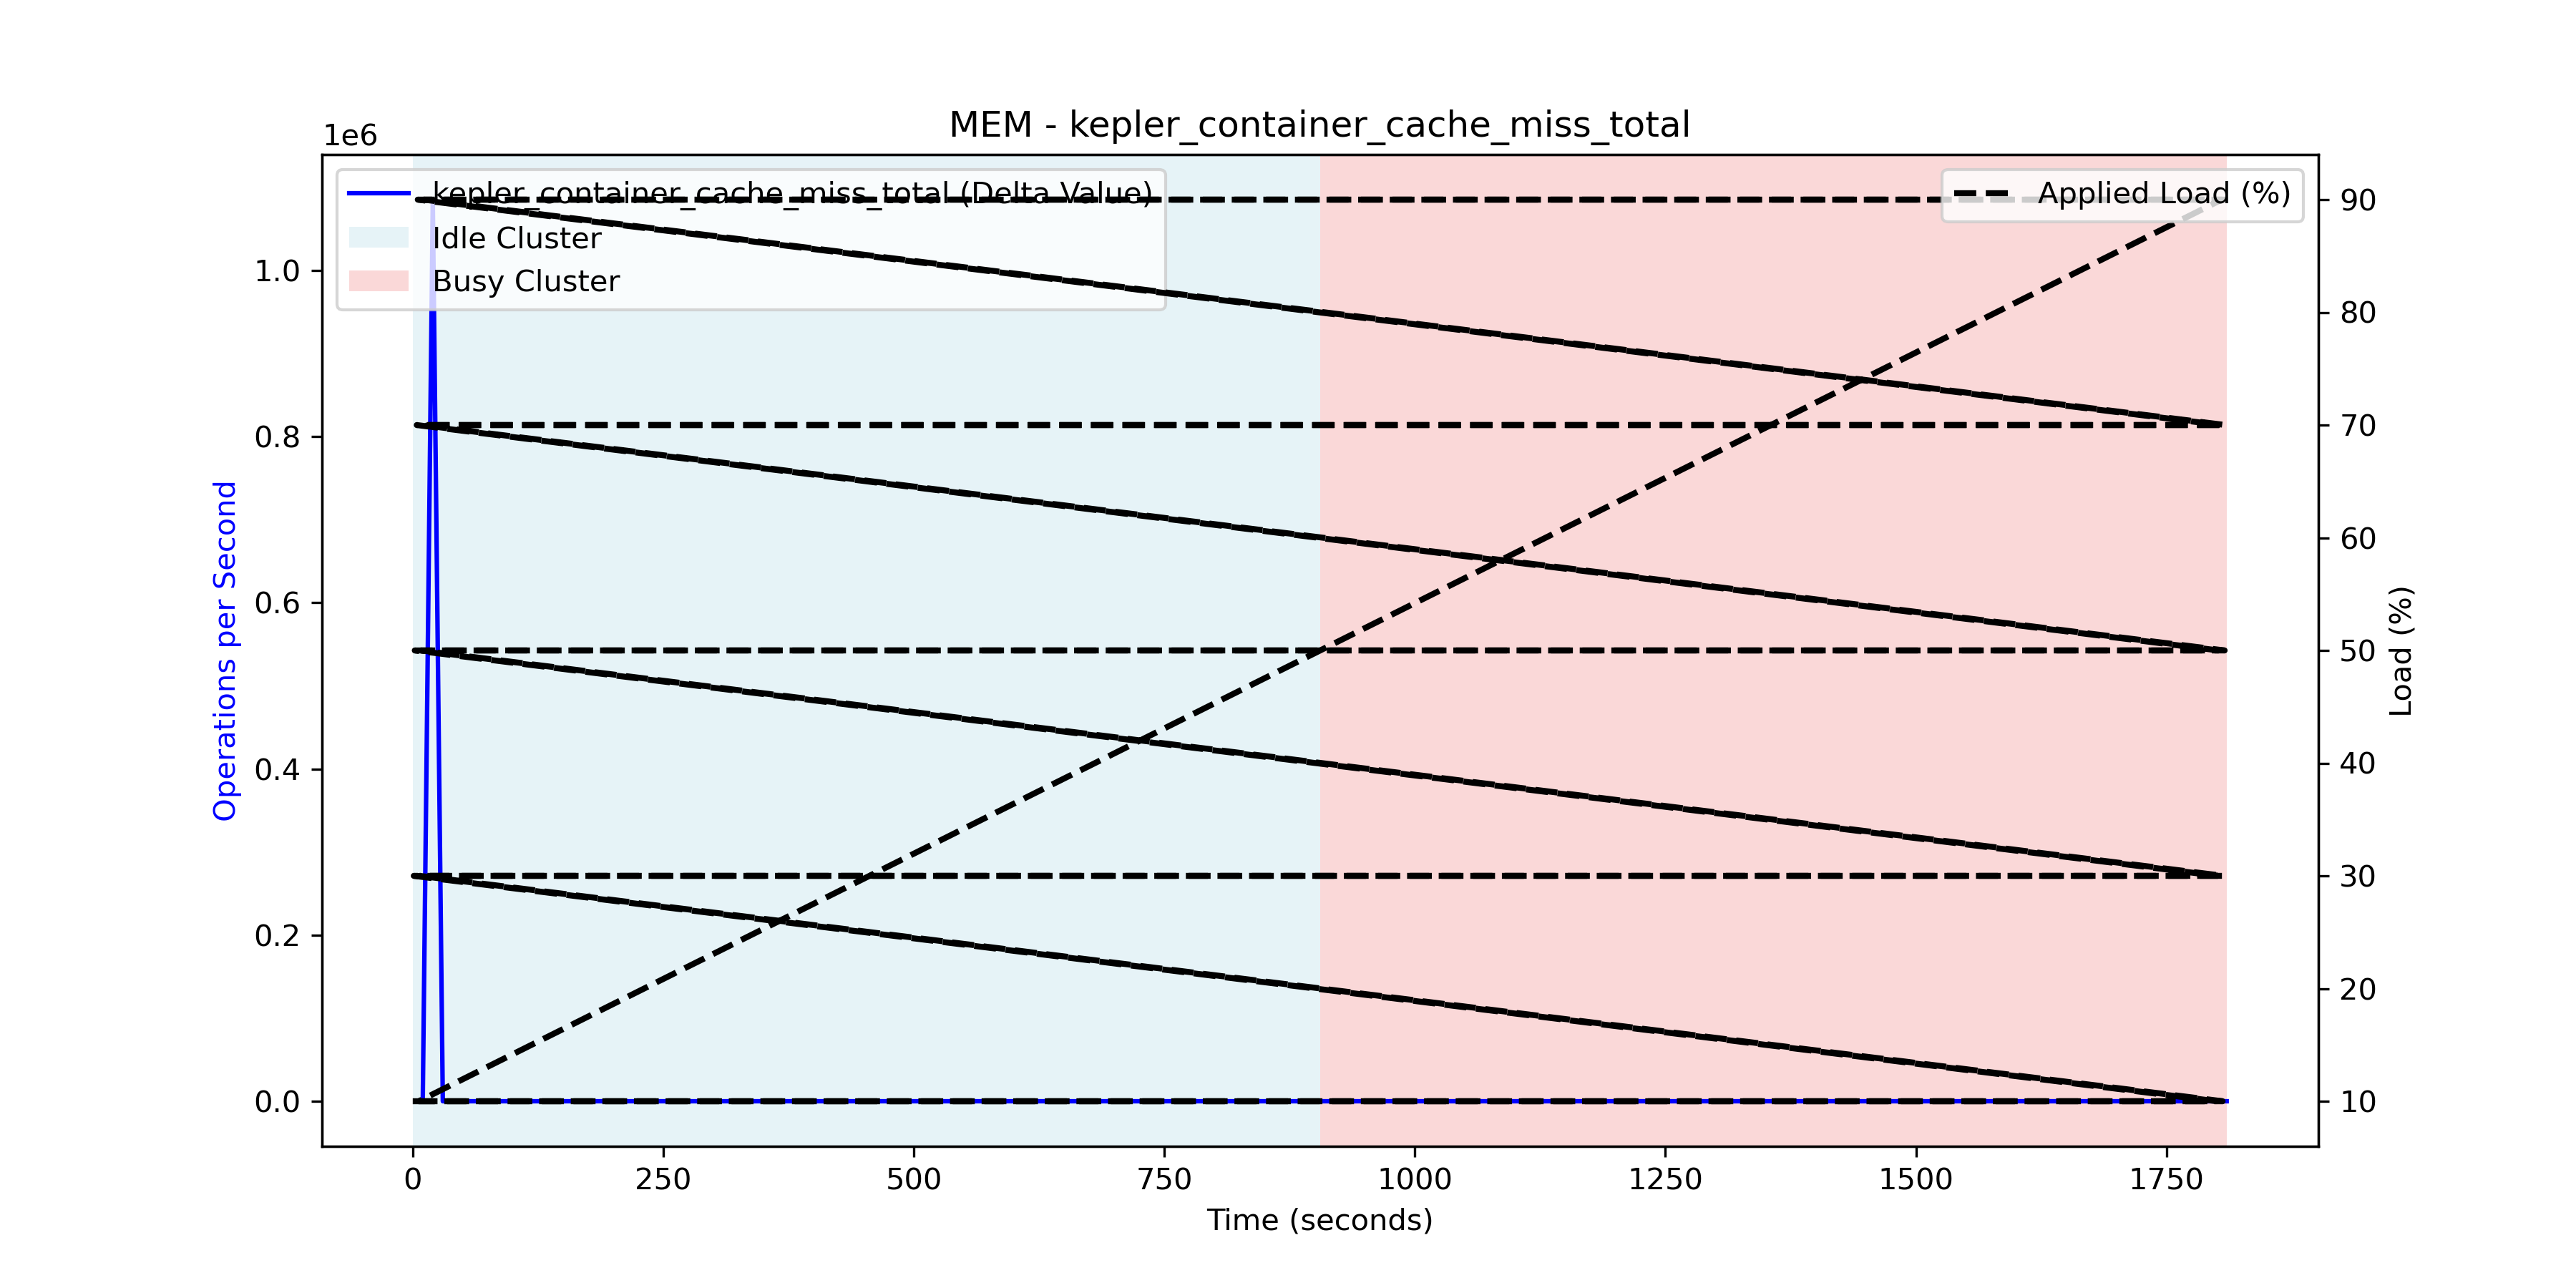 MEM - kepler_container_cache_miss_total
1e6
kepler_container_cache_miss_total (Delta Value)
Idle Cluster
Busy Cluster
Applied Load (%)
1.0
0.8
0.6
0.4
0.2
0.0
Operations per Second
90
80
70
60
50
40
30
20
10
Load (%)
0 250 500 750 1000 1250 1500 1750
Time (seconds)